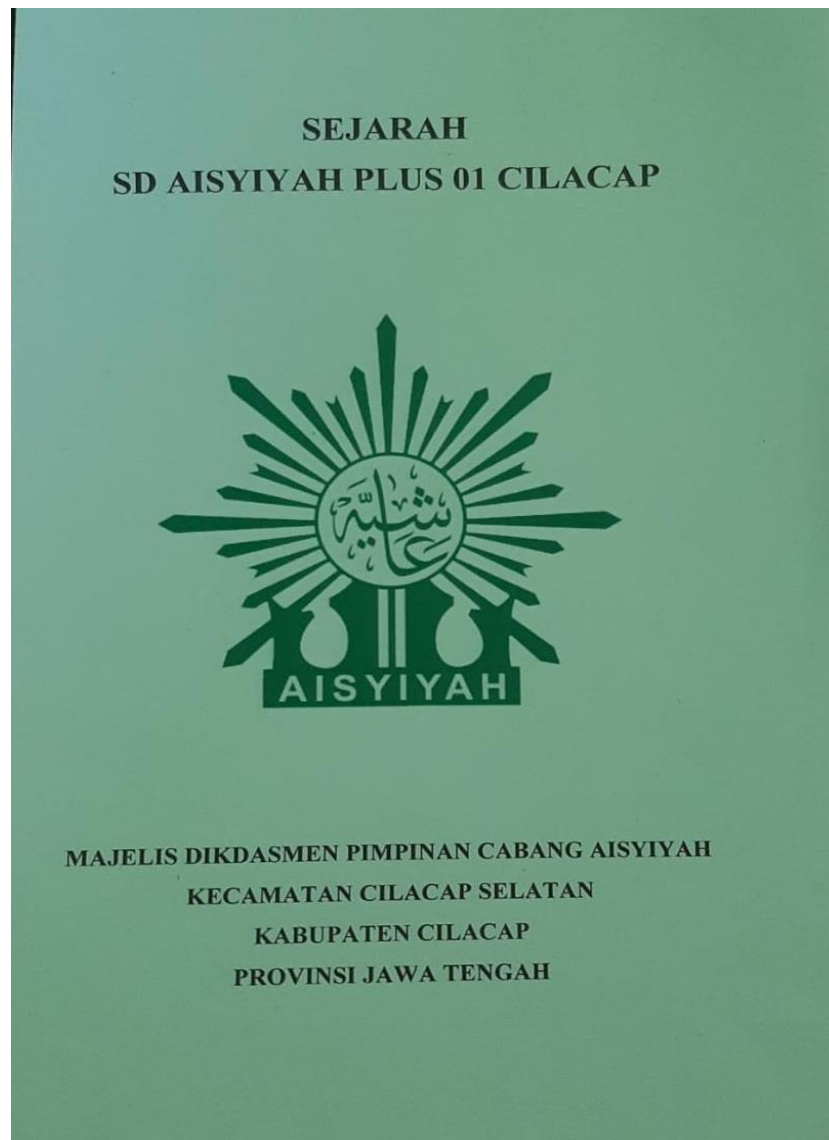 SEJARAH
SD AISYIYAH PLUS 01 CILACAP
عائشية
AISYIYAH
MAJELIS DIKDASMEN PIMPINAN CABANG AISYIYAH
KECAMATAN CILACAP SELATAN
KABUPATEN CILACAP
PROVINSI JAWA TENGAH